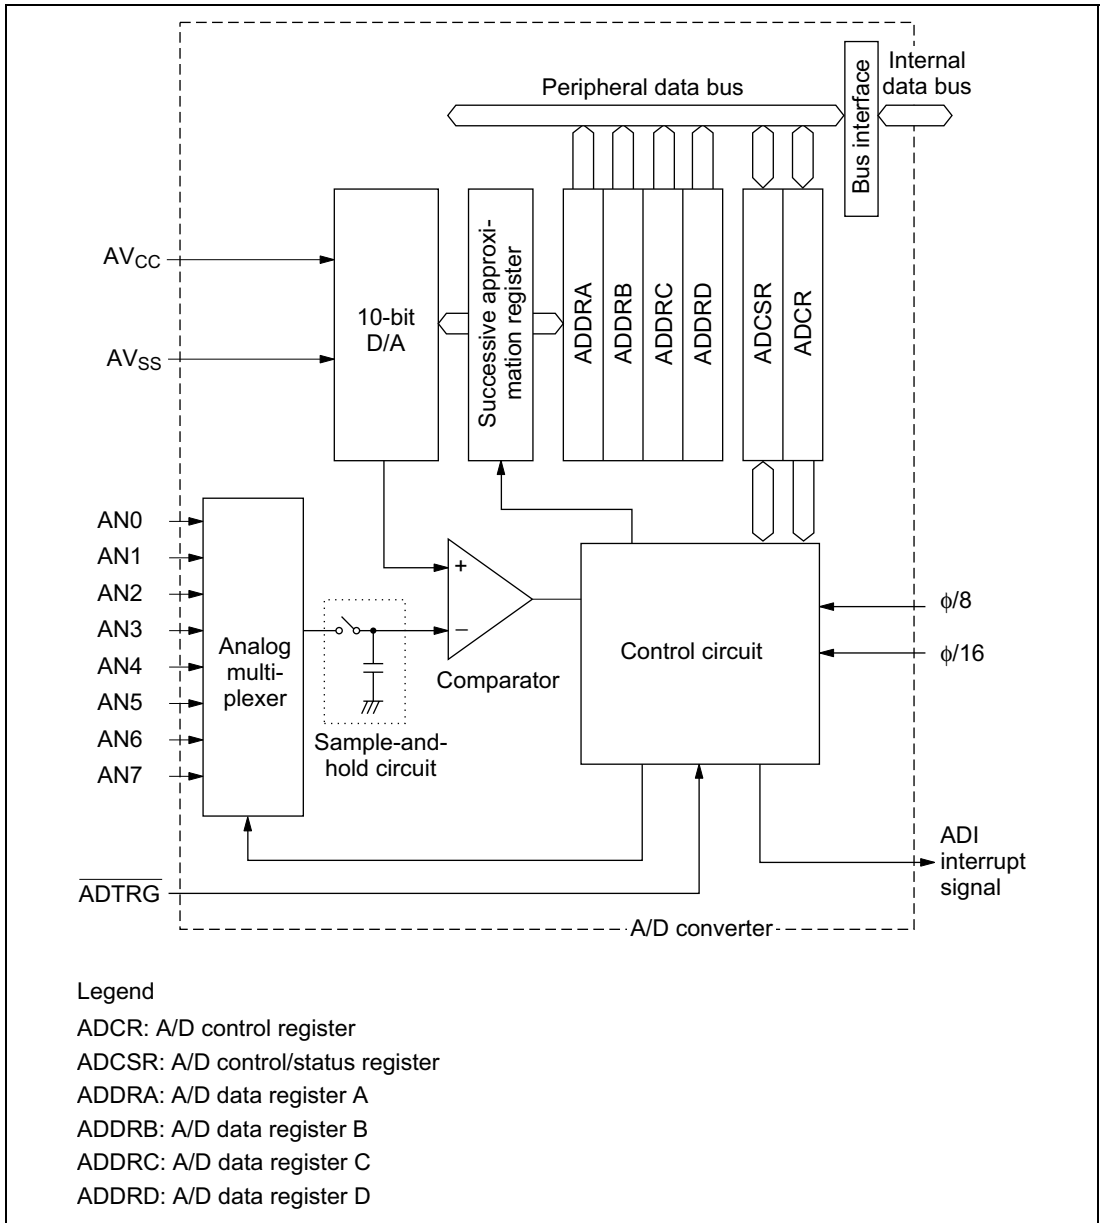 Internal
data bus
Peripheral data bus
Bus interface
AVCC
AVSS
10-bit
D/A
Successive approxi-
mation register
ADDRA
ADDRB
ADDRC
ADDRD
ADCSR
ADCR
AN0
AN1
AN2
AN3
AN4
AN5
AN6
AN7
Analog
multi-
plexer
Sample-and-
hold circuit
+
−
Comparator
Control circuit
ϕ/8
ϕ/16
ADTRG
ADI
interrupt
signal
A/D converter
Legend
ADCR: A/D control register
ADCSR: A/D control/status register
ADDRA: A/D data register A
ADDRB: A/D data register B
ADDRC: A/D data register C
ADDRD: A/D data register D